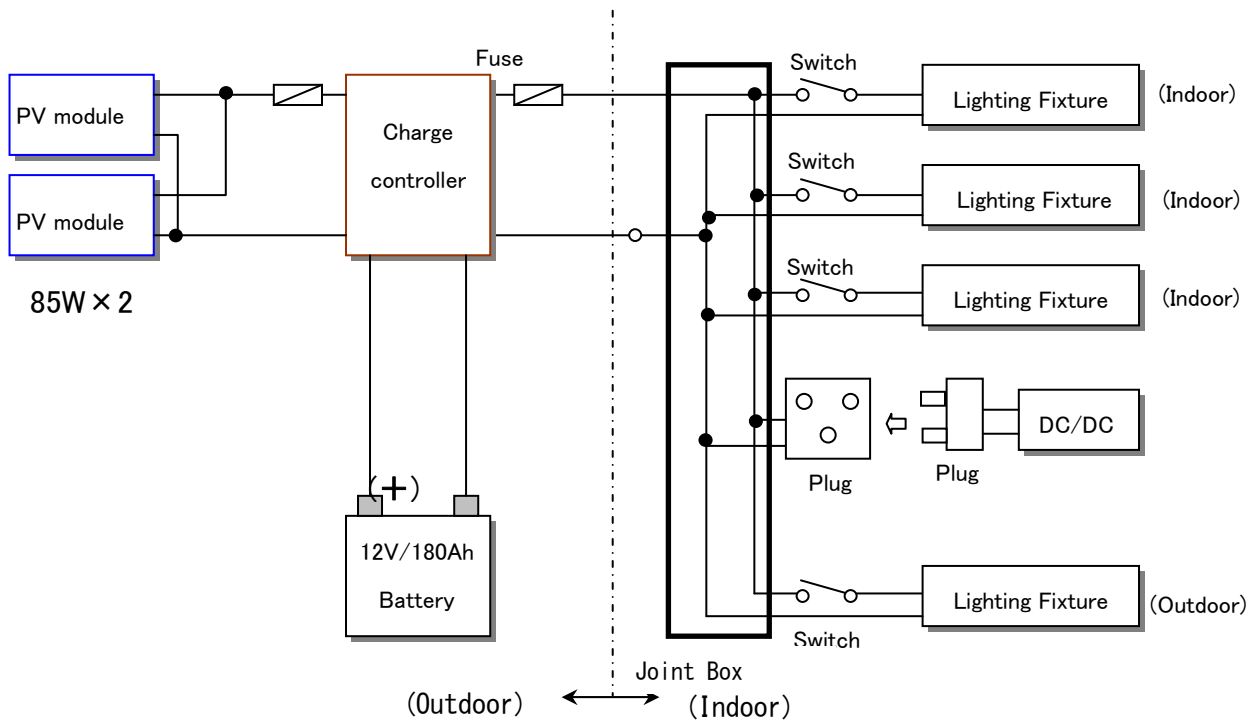 Fuse
Switch
PV module
Charge
controller
Lighting Fixture
(Indoor)
Switch
PV module
Lighting Fixture
(Indoor)
85W×2
Switch
Lighting Fixture
(Indoor)
DC/DC
Plug
Plug
(+)
12V/180Ah
Battery
Lighting Fixture
(Outdoor)
Switch
Joint Box
(Outdoor)
(Indoor)